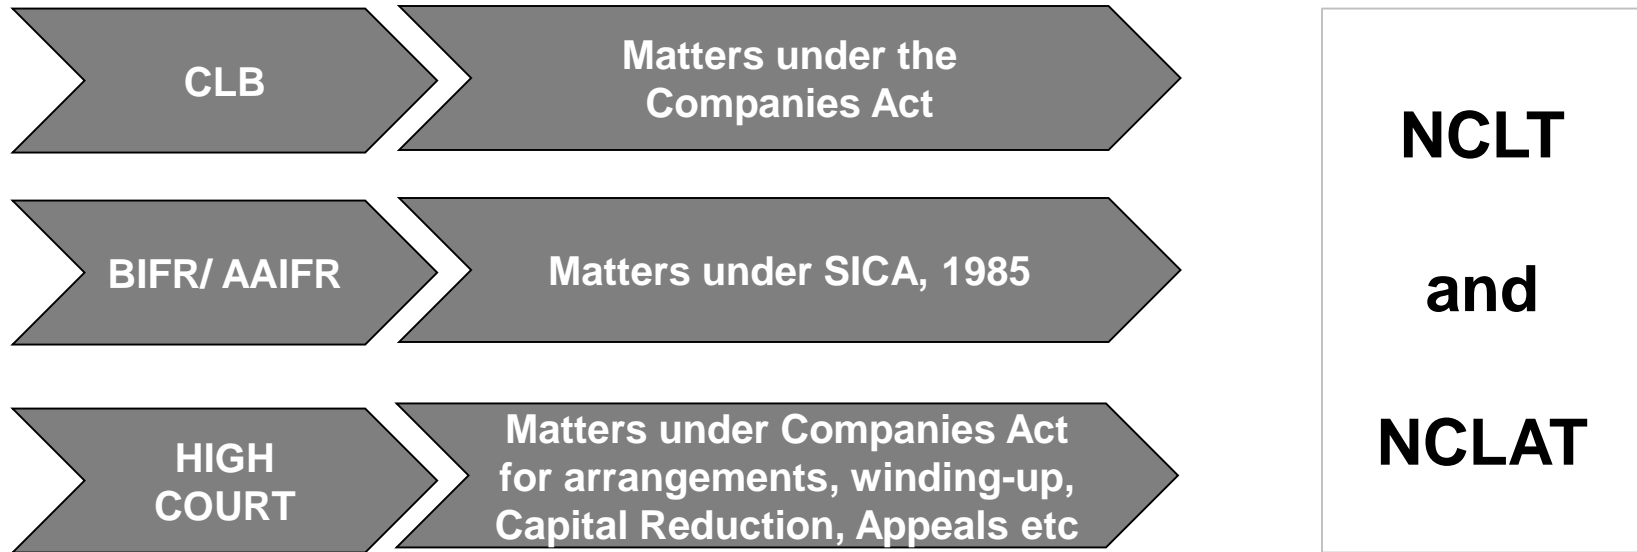 CLB
Matters under the
Companies Act
BIFR/ AAIFR
Matters under SICA, 1985
HIGH
COURT
Matters under Companies Act
for arrangements, winding-up,
Capital Reduction, Appeals etc
NCLT
and
NCLAT